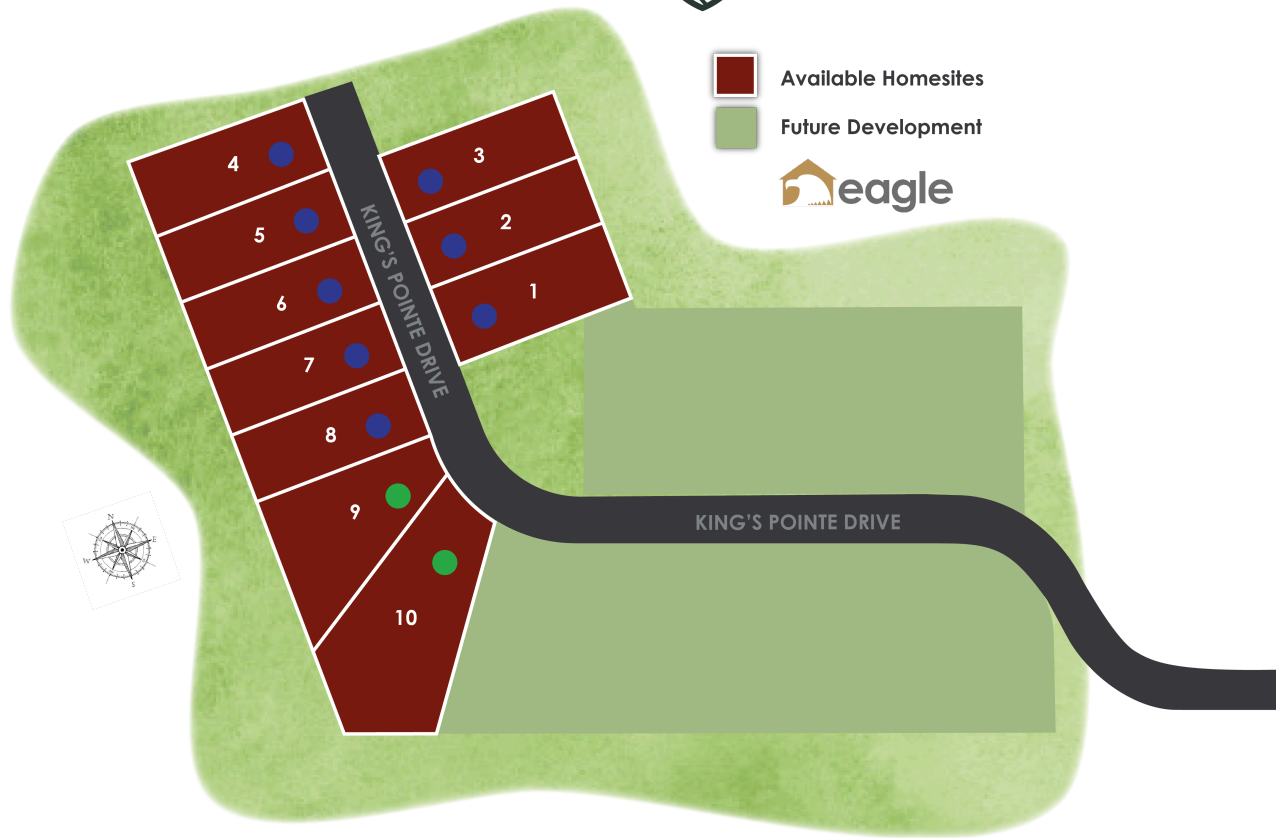 Available Homesites
Future Development
eagle
4
3
5
2
6
1
7
8
9
10
KING'S POINTE DRIVE
KING'S POINTE DRIVE
N
E
W
S